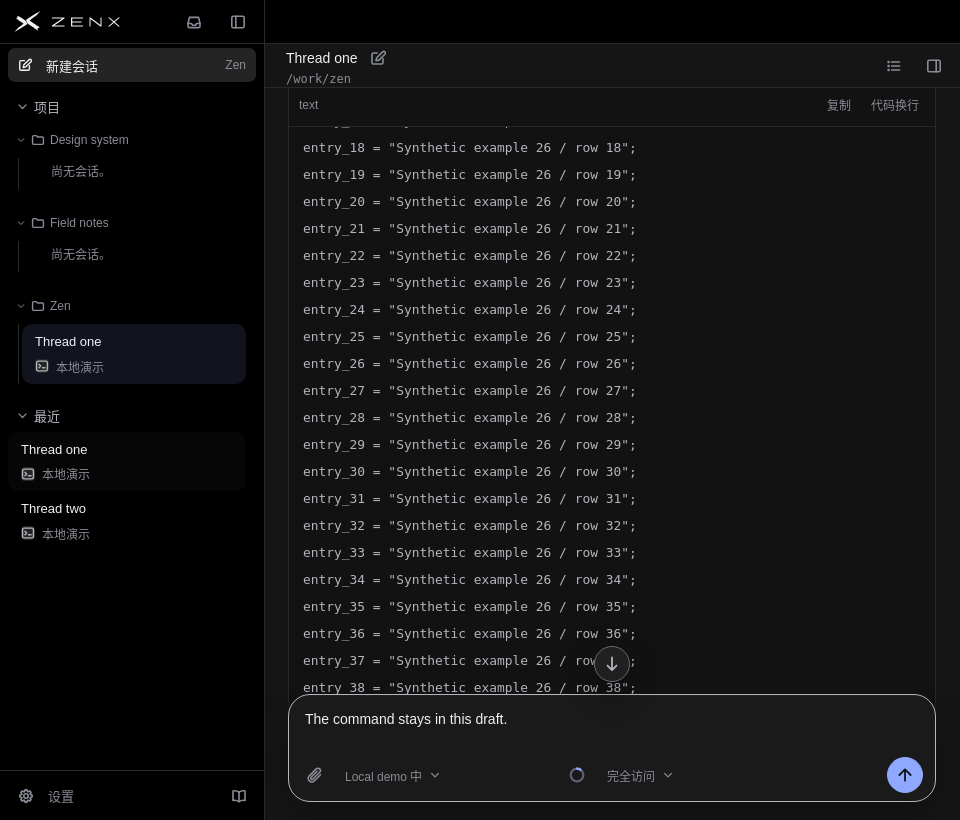 ZENX
新建会话 Zen
项目
Design system
尚无会话。
Field notes
尚无会话。
Zen
Thread one
本地演示
最近
Thread one
本地演示
Thread two
本地演示
设置
Thread one
/work/zen
text 复制 代码换行
entry_18 = "Synthetic example 26 / row 18";
entry_19 = "Synthetic example 26 / row 19";
entry_20 = "Synthetic example 26 / row 20";
entry_21 = "Synthetic example 26 / row 21";
entry_22 = "Synthetic example 26 / row 22";
entry_23 = "Synthetic example 26 / row 23";
entry_24 = "Synthetic example 26 / row 24";
entry_25 = "Synthetic example 26 / row 25";
entry_26 = "Synthetic example 26 / row 26";
entry_27 = "Synthetic example 26 / row 27";
entry_28 = "Synthetic example 26 / row 28";
entry_29 = "Synthetic example 26 / row 29";
entry_30 = "Synthetic example 26 / row 30";
entry_31 = "Synthetic example 26 / row 31";
entry_32 = "Synthetic example 26 / row 32";
entry_33 = "Synthetic example 26 / row 33";
entry_34 = "Synthetic example 26 / row 34";
entry_35 = "Synthetic example 26 / row 35";
entry_36 = "Synthetic example 26 / row 36";
entry_37 = "Synthetic example 26 / row ;
entry_38 = "Synthetic example 26 / row 38";
The command stays in this draft.
Local demo 中 完全访问